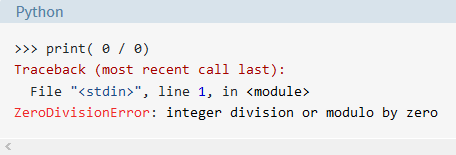 Python
>>> print( 0 / 0)
Traceback (most recent call last):
  File "<stdin>", line 1, in <module>
ZeroDivisionError: integer division or modulo by zero